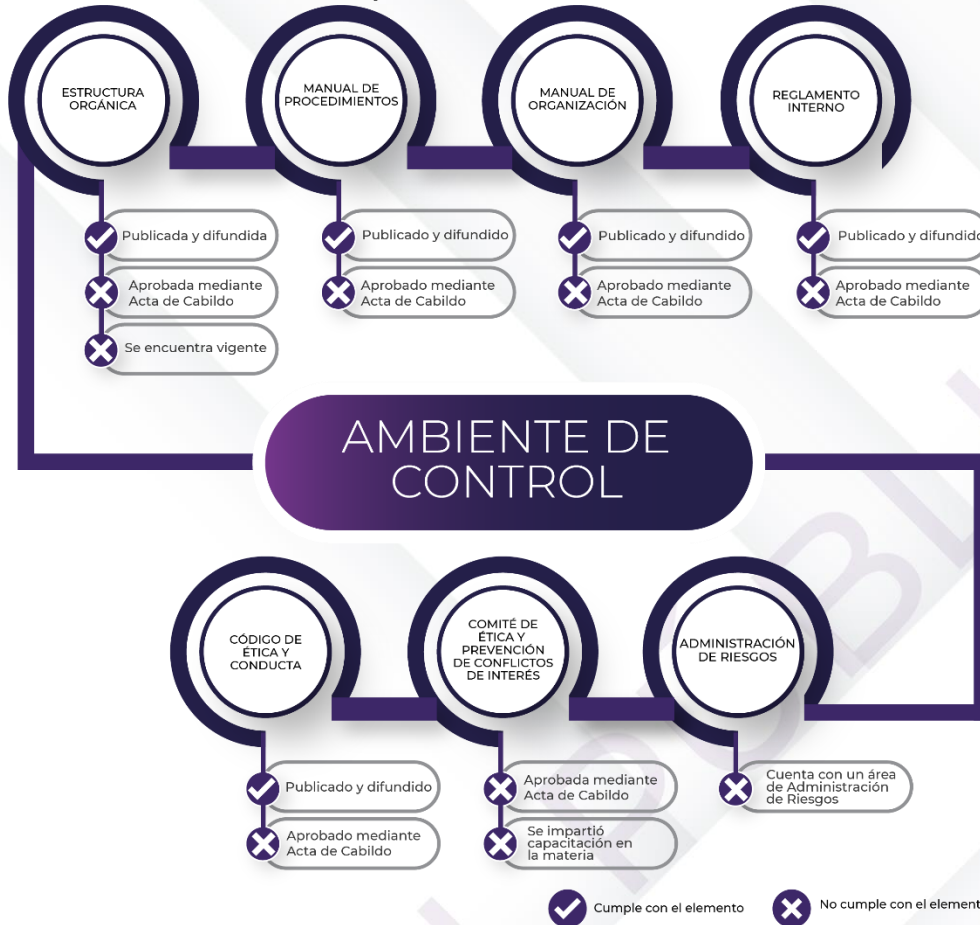 ESTRUCTURA
ORGÁNICA
MANUAL DE
PROCEDIMIENTOS
MANUAL DE
ORGANIZACIÓN
REGLAMENTO
INTERNO
Publicada y difundida
Aprobada mediante
Acta de Cabildo
Se encuentra vigente
Publicado y difundido
Aprobado mediante
Acta de Cabildo
Publicado y difundido
Aprobado mediante
Acta de Cabildo
Publicado y difundido
Aprobado mediante
Acta de Cabildo
AMBIENTE DE
CONTROL
CÓDIGO DE
ÉTICA Y
CONDUCTA
COMITÉ DE
ÉTICA Y
PREVENCIÓN
DE CONFLICTOS
DE INTERÉS
ADMINISTRACIÓN
DE RIESGOS
Publicado y difundido
Aprobado mediante
Acta de Cabildo
Aprobada mediante
Acta de Cabildo
Se impartió
capacitación en
la materia
Cuenta con un área
de Administración
de Riesgos
Cumple con el elemento
No cumple con el element